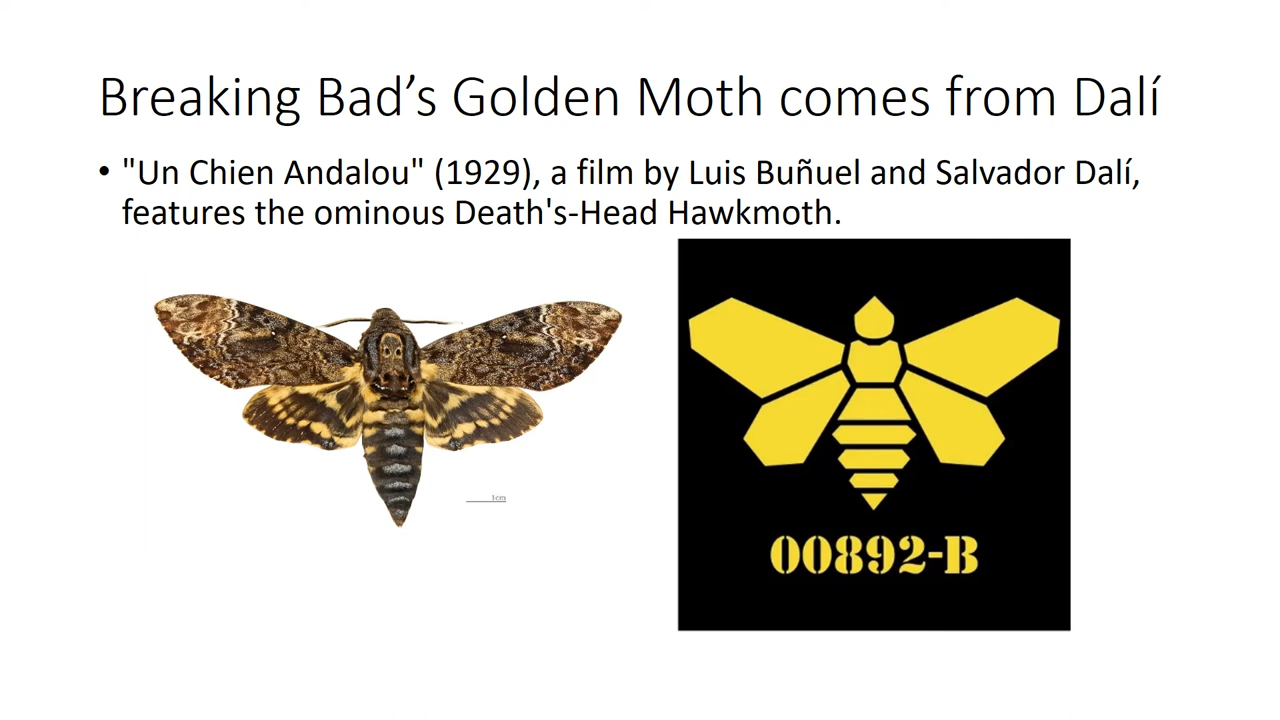 Breaking Bad’s Golden Moth comes from Dalí
• "Un Chien Andalou" (1929), a film by Luis Buñuel and Salvador Dalí,
features the ominous Death's-Head Hawkmoth.
1cm
00892-B